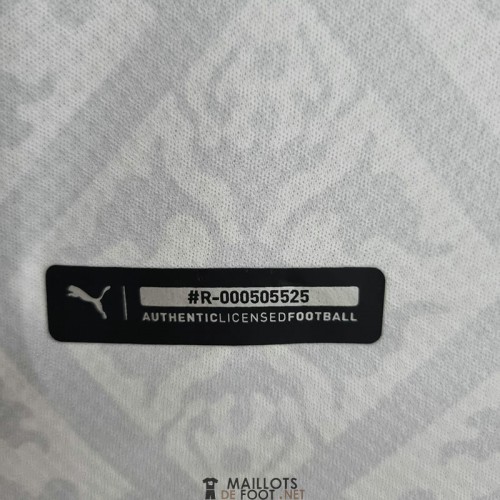 #R-000505525
AUTHENTICLICENSEDFOOTBALL
MAILLOTS
DE FOOT.NET